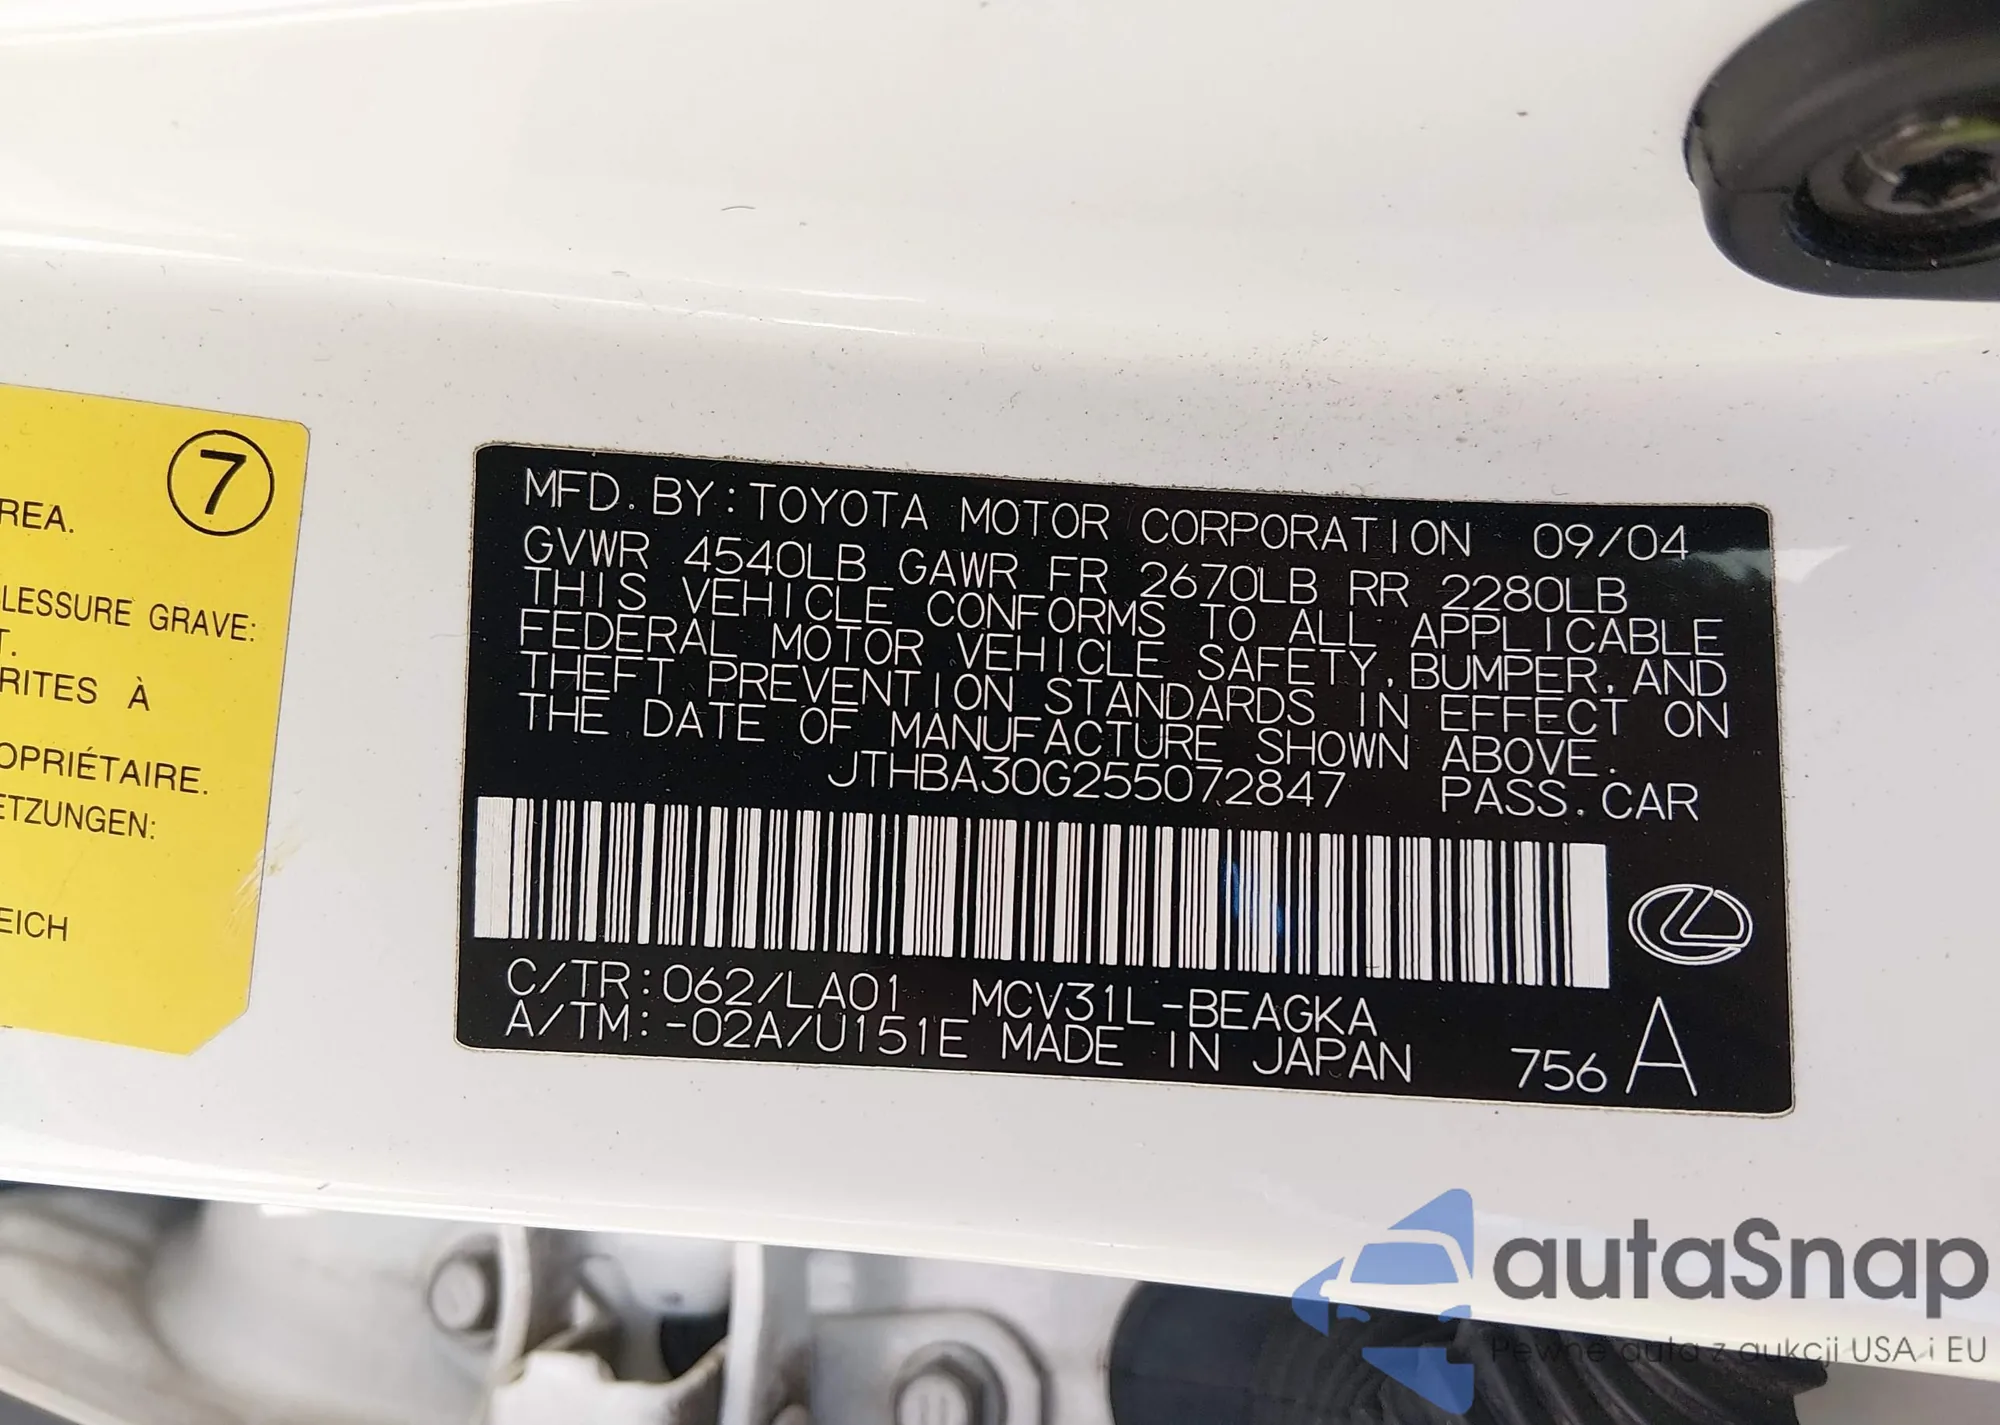 7
REA.
LESSURE GRAVE:
T.
RITES À
OPRIÉTAIRE.
ETZUNGEN:
EICH
MFD. BY:TOYOTA MOTOR CORPORATION 09/04
GVWR 4540LB GAWR FR 2670LB RR 2280LB
THIS VEHICLE CONFORMS TO ALL APPLICABLE
FEDERAL MOTOR VEHICLE SAFETY, BUMPER, AND
THEFT PREVENTION STANDARDS IN EFFECT ON
THE DATE OF MANUFACTURE SHOWN ABOVE.
JTHBA30G255072847 PASS. CAR
C/TR:062/LA01 MCV31L-BEAGKA
A/TM:-02A/U151E MADE IN JAPAN 756 A
autaSnap
Pewne auta z aukcji USA i EU